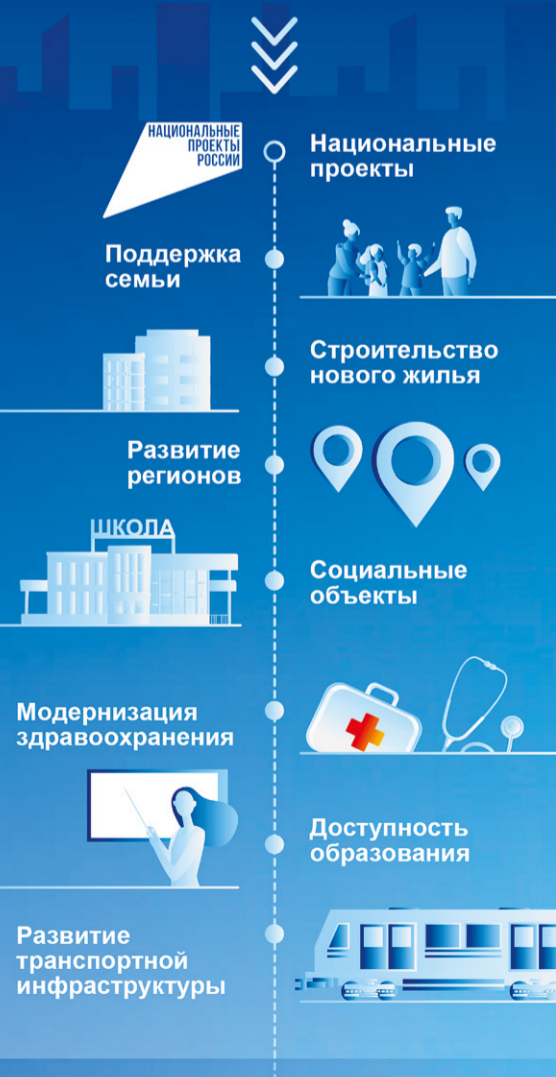 НАЦИОНАЛЬНЫЕ
ПРОЕКТЫ
РОССИИ
Национальные
проекты
Поддержка
семьи
Строительство
нового жилья
Развитие
регионов
ШКОЛА
Социальные
объекты
Модернизация
здравоохранения
Доступность
образования
Развитие
транспортной
инфраструктуры